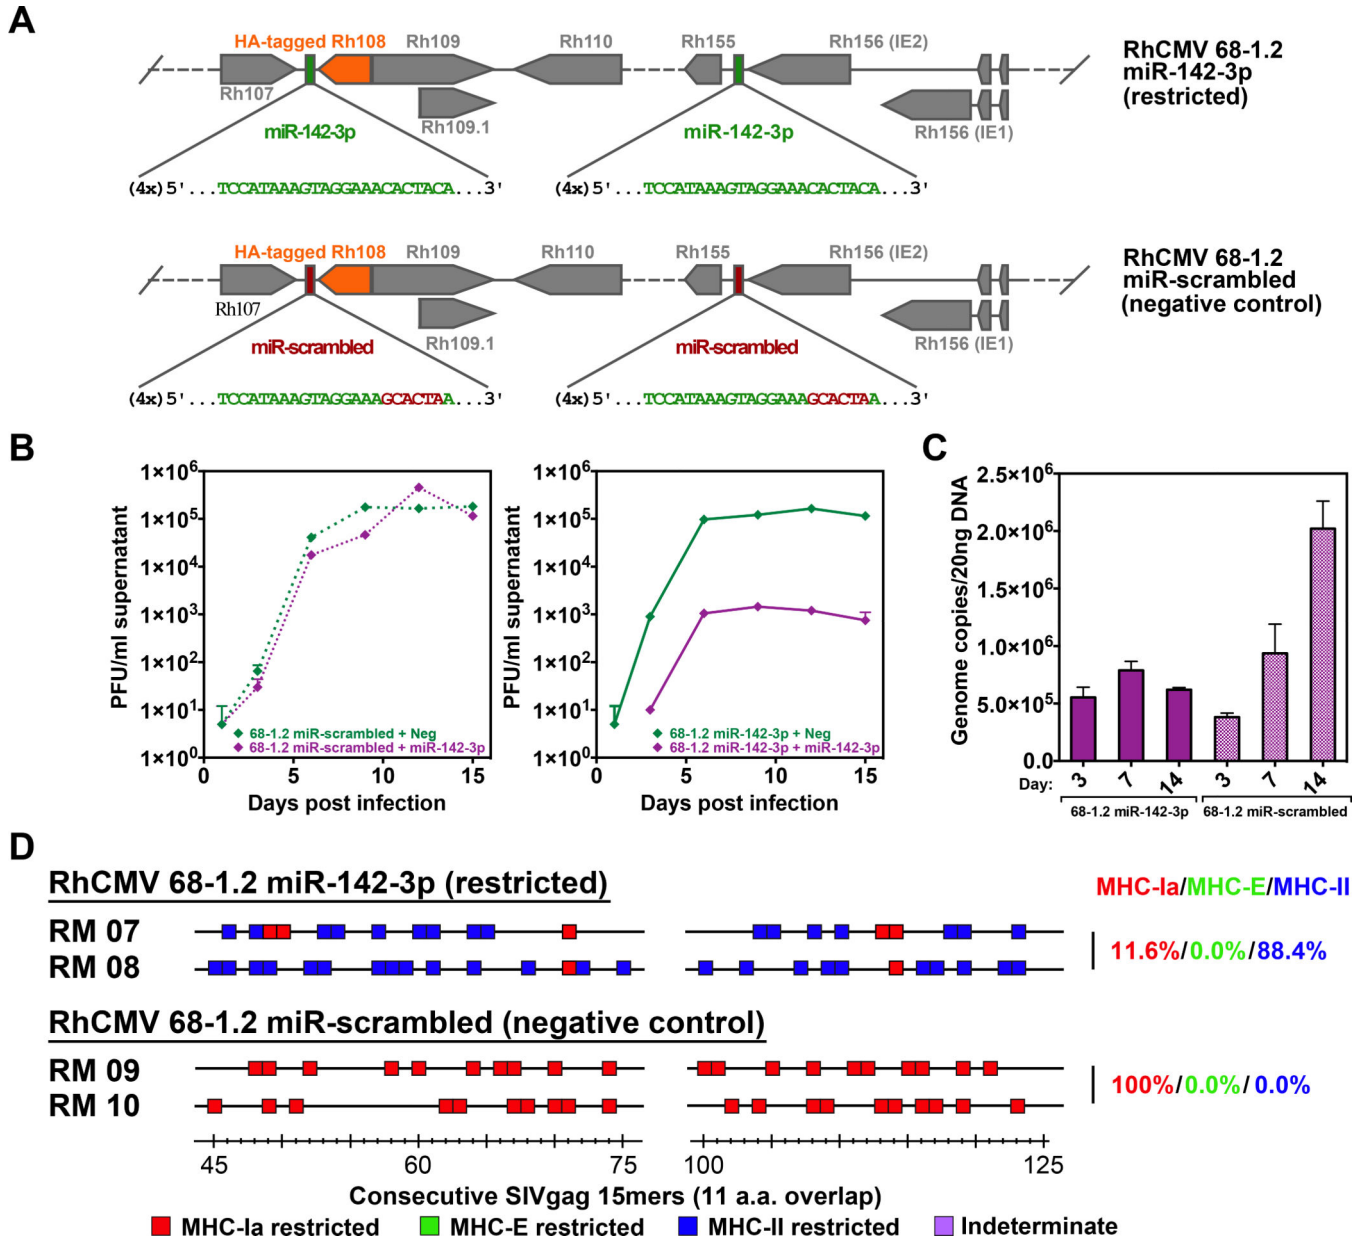 A
HA-tagged Rh108
Rh109
Rh110
Rh155
Rh156 (IE2)
RhCMV 68-1.2
miR-142-3p
(restricted)
Rh107
Rh109.1
Rh156 (IE1)
miR-142-3p
miR-142-3p
(4x)5'...TCCATAAAGTAGGAAACACTACA...3'
(4x)5'...TCCATAAAGTAGGAAACACTACA...3'
HA-tagged Rh108
Rh109
Rh110
Rh155
Rh156 (IE2)
RhCMV 68-1.2
miR-scrambled
(negative control)
Rh107
Rh109.1
Rh156 (IE1)
miR-scrambled
miR-scrambled
(4x)5'...TCCATAAAGTAGGAAAGCACTAA...3'
(4x)5'...TCCATAAAGTAGGAAAGCACTAA...3'
B
PFU/ml supernatant
1×10⁶
1×10⁵
1×10⁴
1×10³
1×10²
1×10¹
1×10⁰
68-1.2 miR-scrambled + Neg
68-1.2 miR-scrambled + miR-142-3p
0 5 10 15
Days post infection
PFU/ml supernatant
1×10⁶
1×10⁵
1×10⁴
1×10³
1×10²
1×10¹
1×10⁰
68-1.2 miR-142-3p + Neg
68-1.2 miR-142-3p + miR-142-3p
0 5 10 15
Days post infection
C
Genome copies/20ng DNA
2.5×10⁶
2.0×10⁶
1.5×10⁶
1.0×10⁶
5.0×10⁵
0.0
Day: 3 7 14 3 7 14
68-1.2 miR-142-3p 68-1.2 miR-scrambled
D
RhCMV 68-1.2 miR-142-3p (restricted)
MHC-Ia/MHC-E/MHC-II
RM 07
RM 08
11.6%/0.0%/88.4%
RhCMV 68-1.2 miR-scrambled (negative control)
RM 09
RM 10
100%/0.0%/0.0%
45 60 75 100 125
Consecutive SIVgag 15mers (11 a.a. overlap)
MHC-Ia restricted MHC-E restricted MHC-II restricted Indeterminate